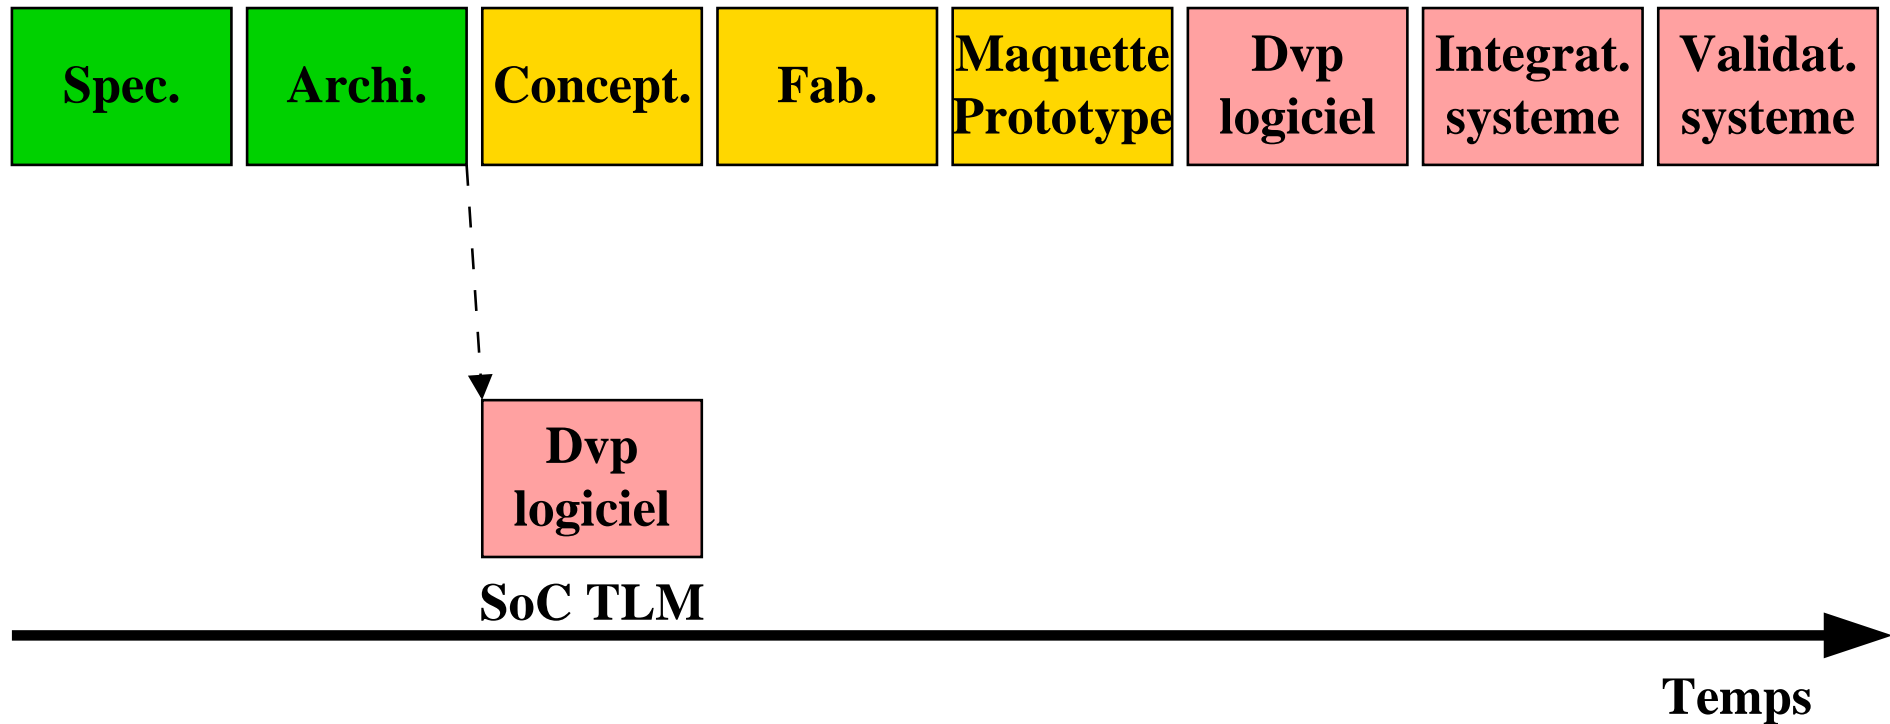 Spec.
Archi.
Concept.
Fab.
Maquette
Prototype
Dvp
logiciel
Integrat.
systeme
Validat.
systeme
Dvp
logiciel
SoC TLM
Temps